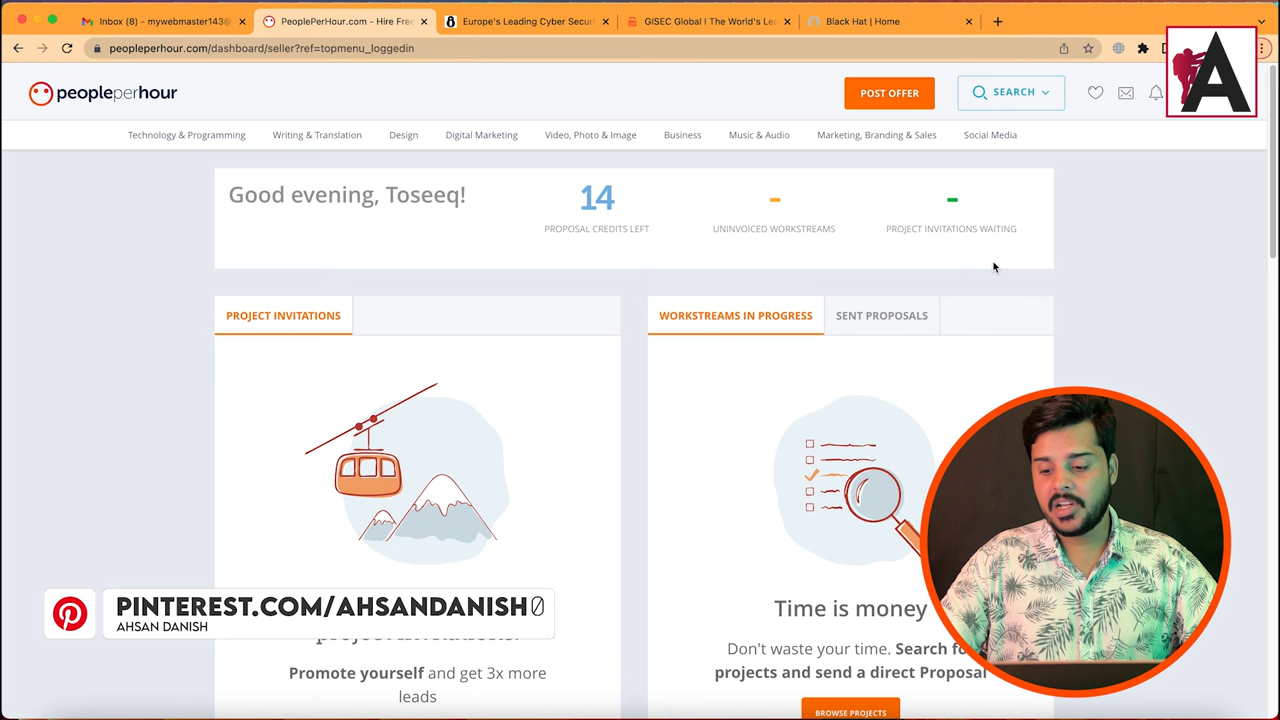 Inbox (8) - mywebmaster143@
PeoplePerHour.com - Hire Free
Europe's Leading Cyber Securi
GISEC Global | The World's Lea
Black Hat | Home
peopleperhour.com/dashboard/seller?ref=topmenu_loggedin
A
peopleperhour
POST OFFER
SEARCH
Technology & Programming
Writing & Translation
Design
Digital Marketing
Video, Photo & Image
Business
Music & Audio
Marketing, Branding & Sales
Social Media
Good evening, Toseeq!
14
PROPOSAL CREDITS LEFT
-
UNINVOICED WORKSTREAMS
-
PROJECT INVITATIONS WAITING
PROJECT INVITATIONS
WORKSTREAMS IN PROGRESS
SENT PROPOSALS
PINTEREST.COM/AHSANDANISH0
AHSAN DANISH
Promote yourself and get 3x more
leads
Time is money
Don't waste your time. Search
projects and send a direct Proposal
BROWSE PROJECTS